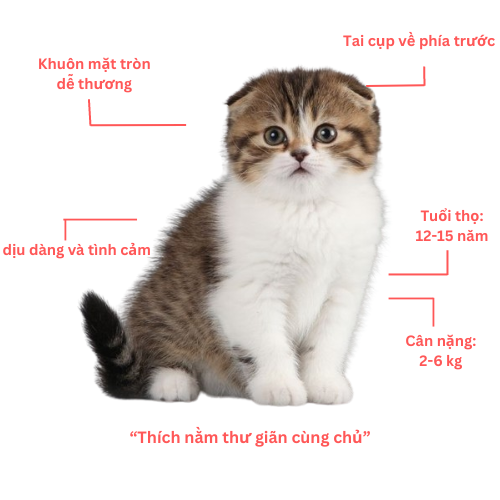 Tai cụp về phía trước
Khuôn mặt tròn
dễ thương
Tuổi thọ:
12-15 năm
dịu dàng và tình cảm
Cân nặng:
2-6 kg
“Thích nằm thư giãn cùng chủ”